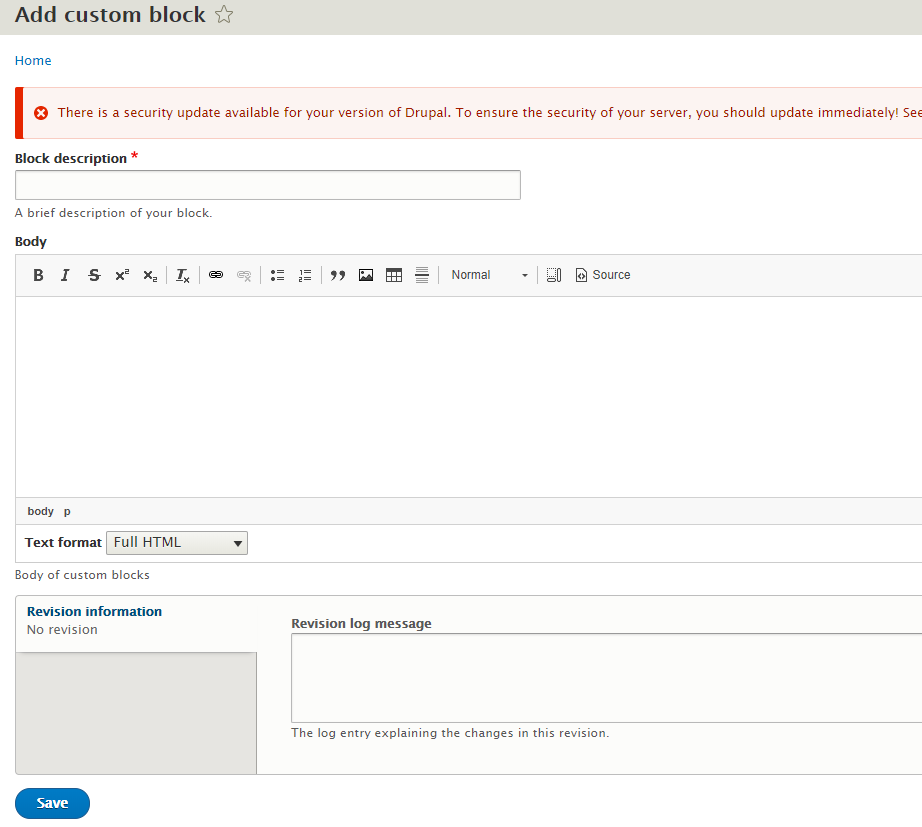 Add custom block
Home
There is a security update available for your version of Drupal. To ensure the security of your server, you should update immediately! See
Block description *
A brief description of your block.
Body
B I S x² x₂ Tx Normal Source
body p
Text format Full HTML
Body of custom blocks
Revision information
No revision
Revision log message
The log entry explaining the changes in this revision.
Save